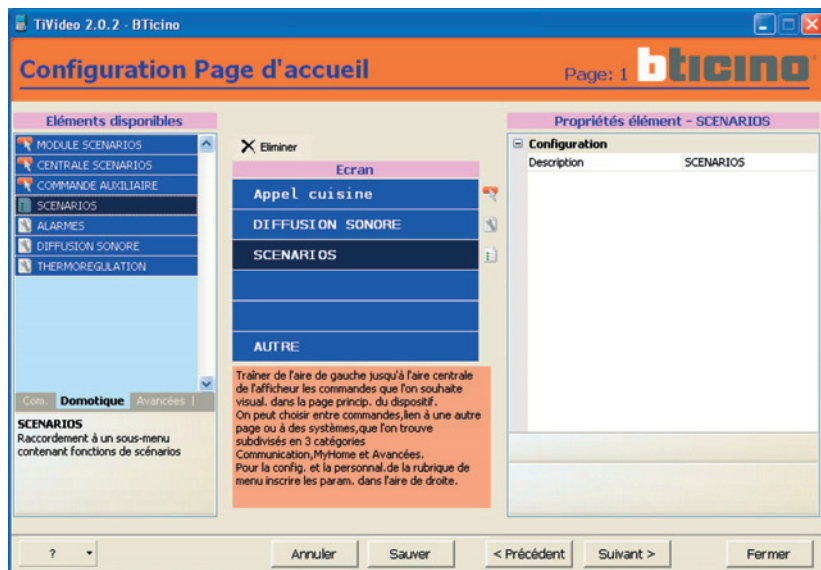 TiVideo 2.0.2 - BTicino
Configuration Page d'accueil
Page: 1
bticino
Eléments disponibles
MODULE SCENARIOS
CENTRALE SCENARIOS
COMMANDE AUXILIAIRE
SCENARIOS
ALARMES
DIFFUSION SONORE
THERMOREGULATION
Com. Domotique Avancées
SCENARIOS
Raccordement à un sous-menu
contenant fonctions de scénarios
Eliminer
Ecran
Appel cuisine
DIFFUSION SONORE
SCENARIOS
AUTRE
Traîner de l'aire de gauche jusqu'à l'aire centrale
de l'afficheur les commandes que l'on souhaite
visual. dans la page princip. du dispositif.
On peut choisir entre commandes,lien à une autre
page ou à des systèmes,que l'on trouve
subdivisés en 3 catégories
Communication,MyHome et Avancées.
Pour la config. et la personnal.de la rubrique de
menu inscrire les param. dans l'aire de droite.
Propriétés élément - SCENARIOS
Configuration
Description SCENARIOS
? Annuler Sauver < Précédent Suivant > Fermer